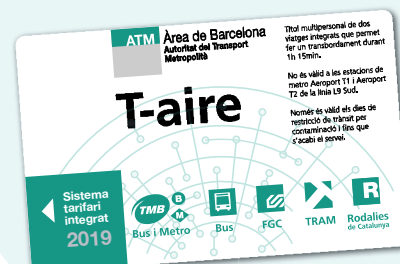 ATM Àrea de Barcelona
Autoritat del Transport
Metropolità
Títol multipersonal de dos
viatges integrats que permet
fer un transbordament durant
1h 15min.
No és vàlid a les estacions de
metro Aeroport T1 i Aeroport
T2 de la línia L9 Sud.
Només és vàlid els dies de
restricció de trànsit per
contaminació i fins que
s'acabi el servei.
T-aire
Sistema
tarifari
integrat
2019
TMB B M
Bus i Metro
Bus
FGC
TRAM
R
Rodalies
de Catalunya